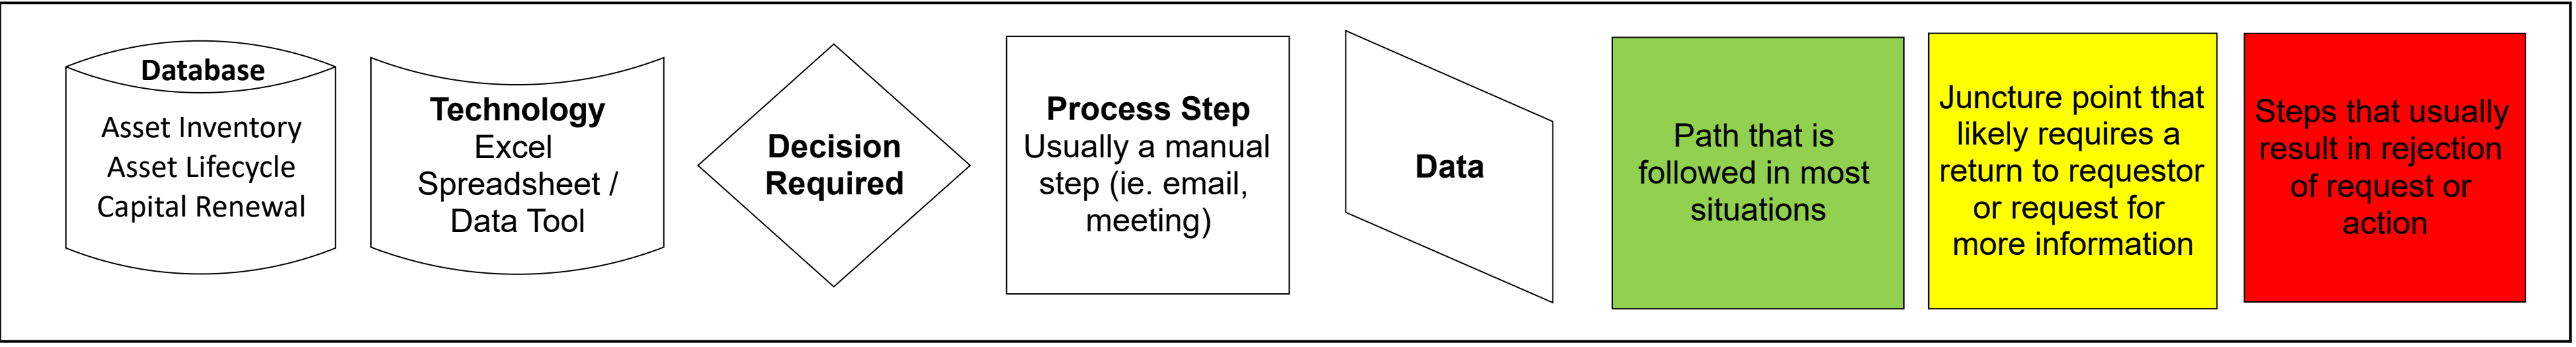 Database
Asset Inventory
Asset Lifecycle
Capital Renewal
Technology
Excel
Spreadsheet /
Data Tool
Decision
Required
Process Step
Usually a manual
step (ie. email,
meeting)
Data
Path that is
followed in most
situations
Juncture point that
likely requires a
return to requestor
or request for
more information
Steps that usually
result in rejection
of request or
action